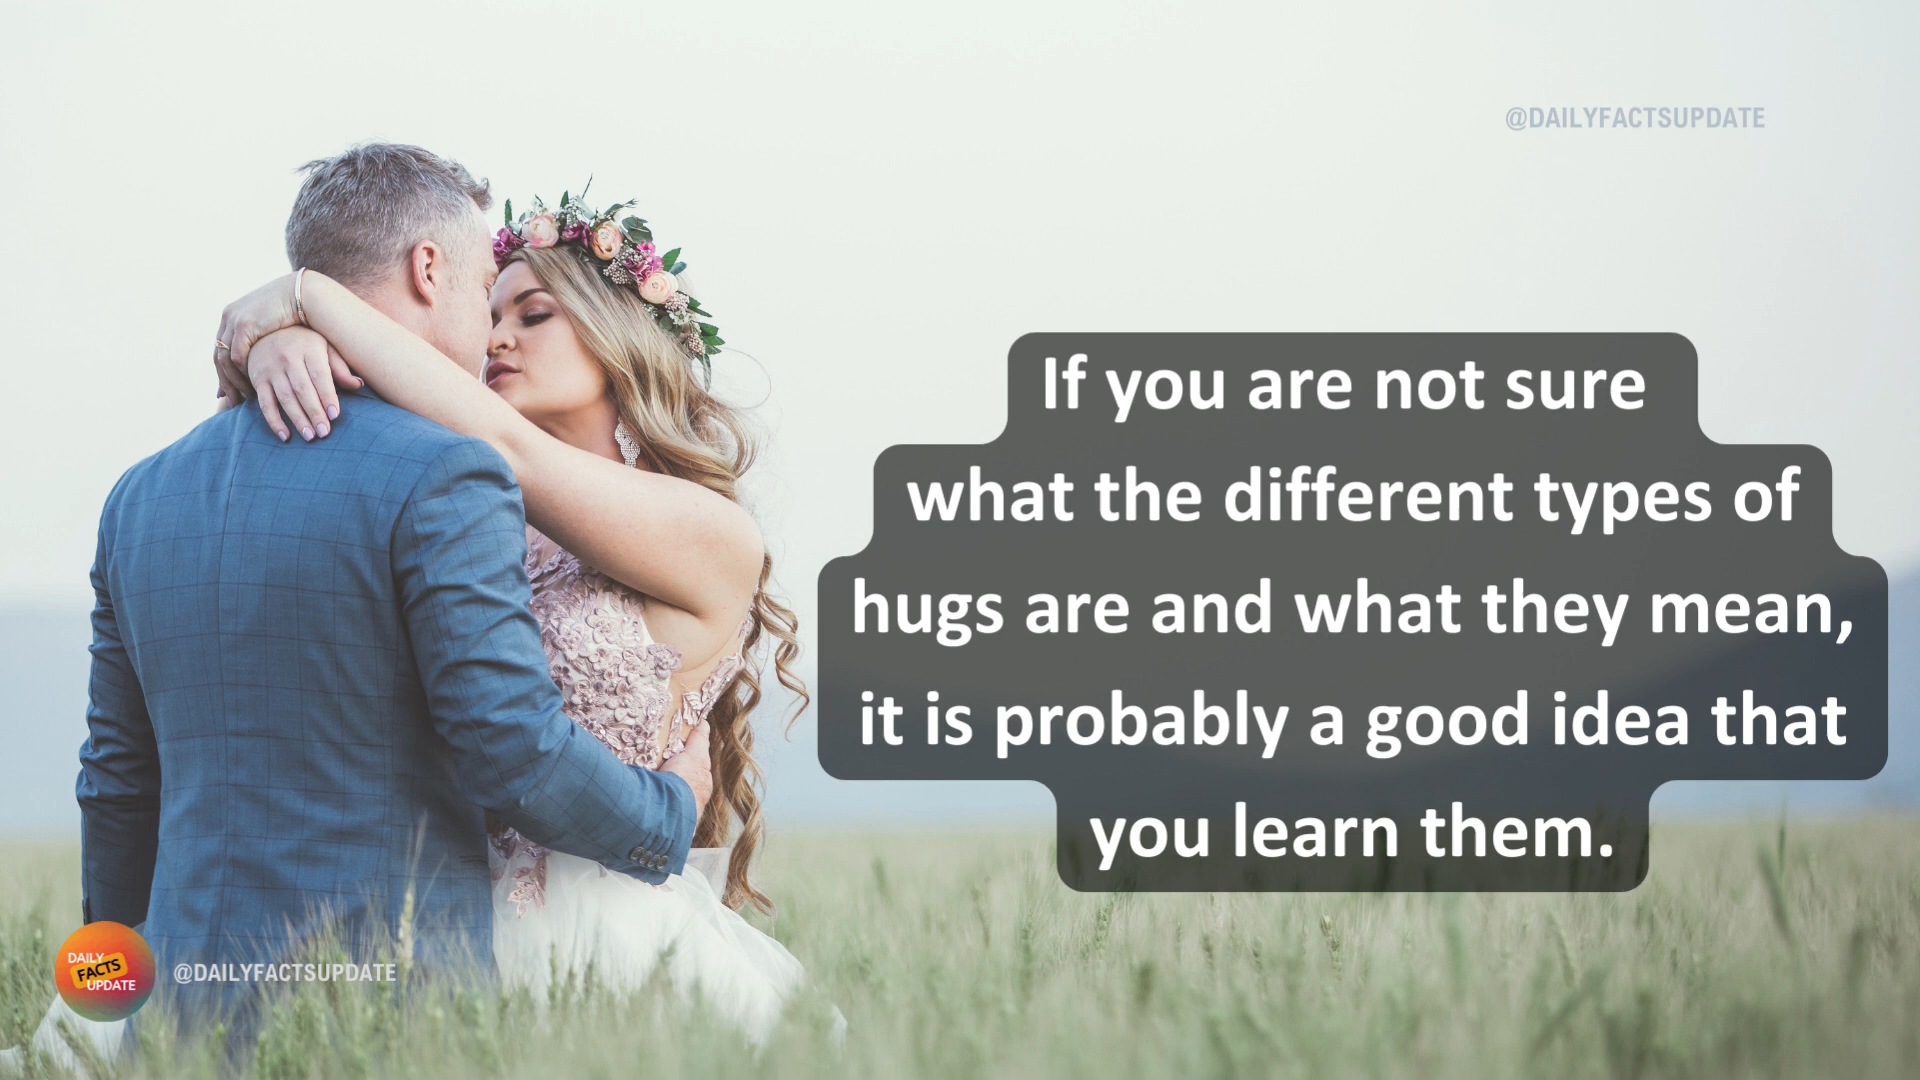 @DAILYFACTSUPDATE
If you are not sure
what the different types of
hugs are and what they mean,
it is probably a good idea that
you learn them.
DAILY
FACTS
UPDATE
@DAILYFACTSUPDATE